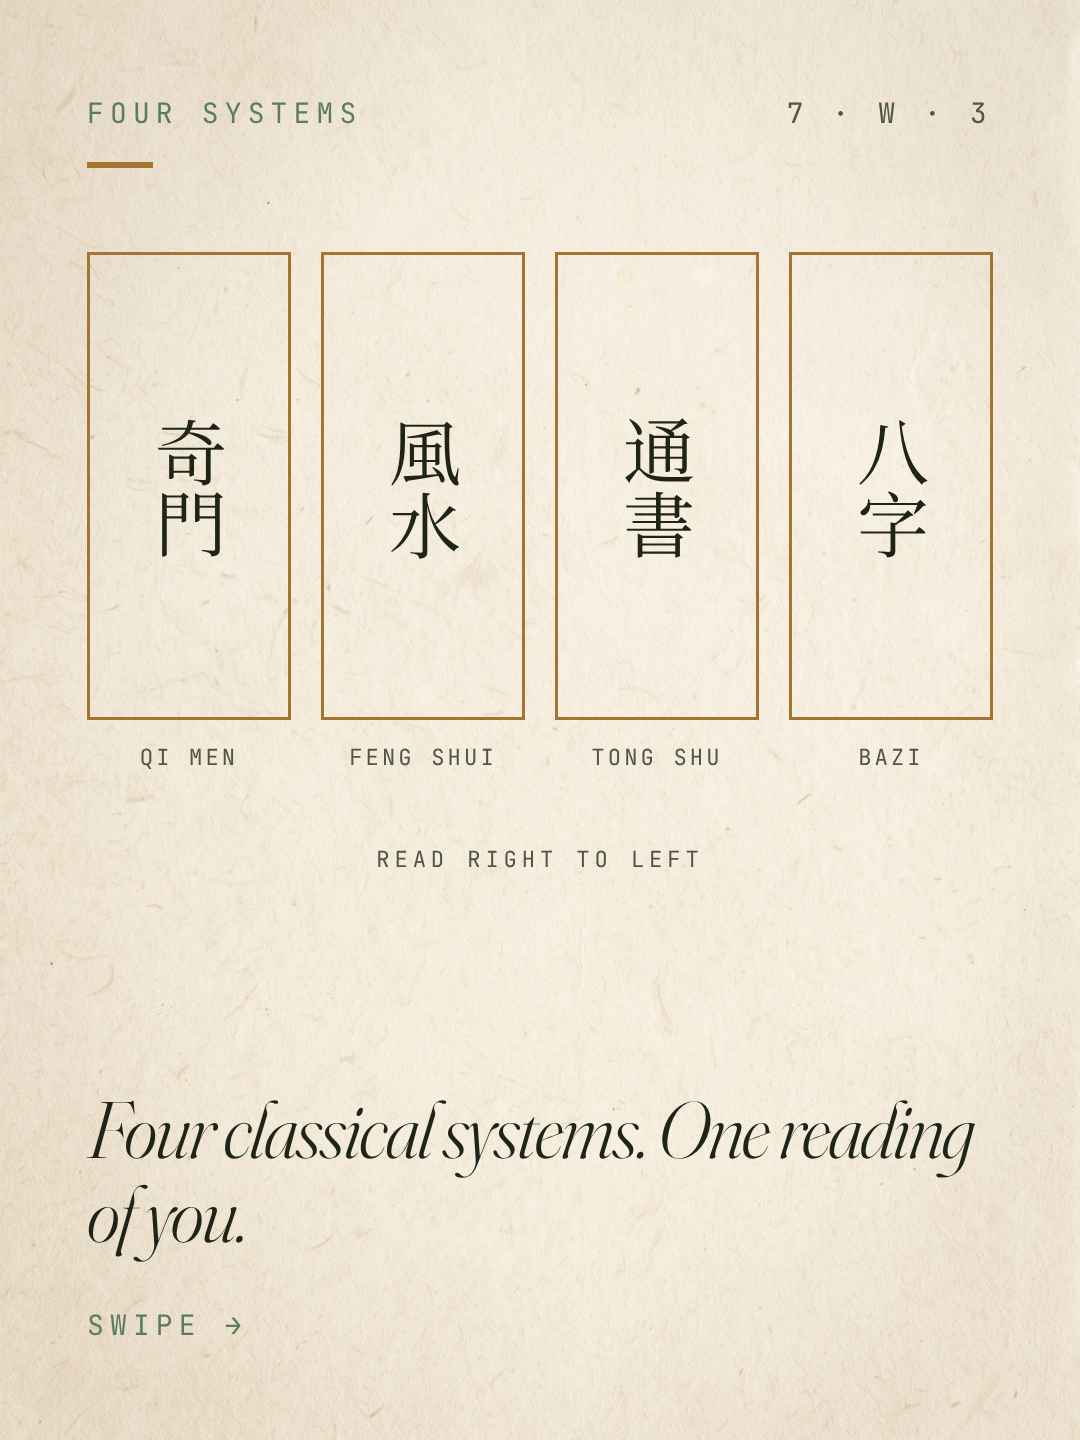 FOUR SYSTEMS
7 · W · 3
奇門
風水
通書
八字
QI MEN
FENG SHUI
TONG SHU
BAZI
READ RIGHT TO LEFT
Four classical systems. One reading
of you.
SWIPE →